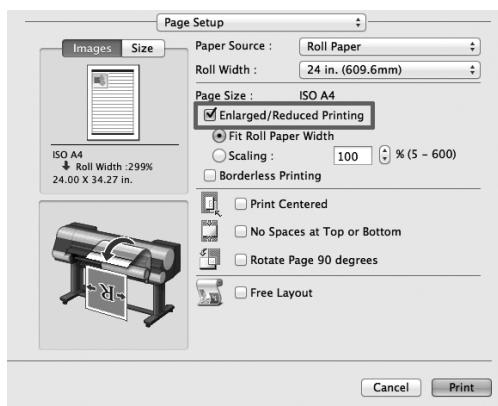 Page Setup
Images Size
Paper Source : Roll Paper
Roll Width : 24 in. (609.6mm)
Page Size : ISO A4
Enlarged/Reduced Printing
Fit Roll Paper Width
Scaling : 100 % (5 - 600)
Borderless Printing
ISO A4
Roll Width :299%
24.00 X 34.27 in.
Print Centered
No Spaces at Top or Bottom
Rotate Page 90 degrees
Free Layout
R
Cancel Print